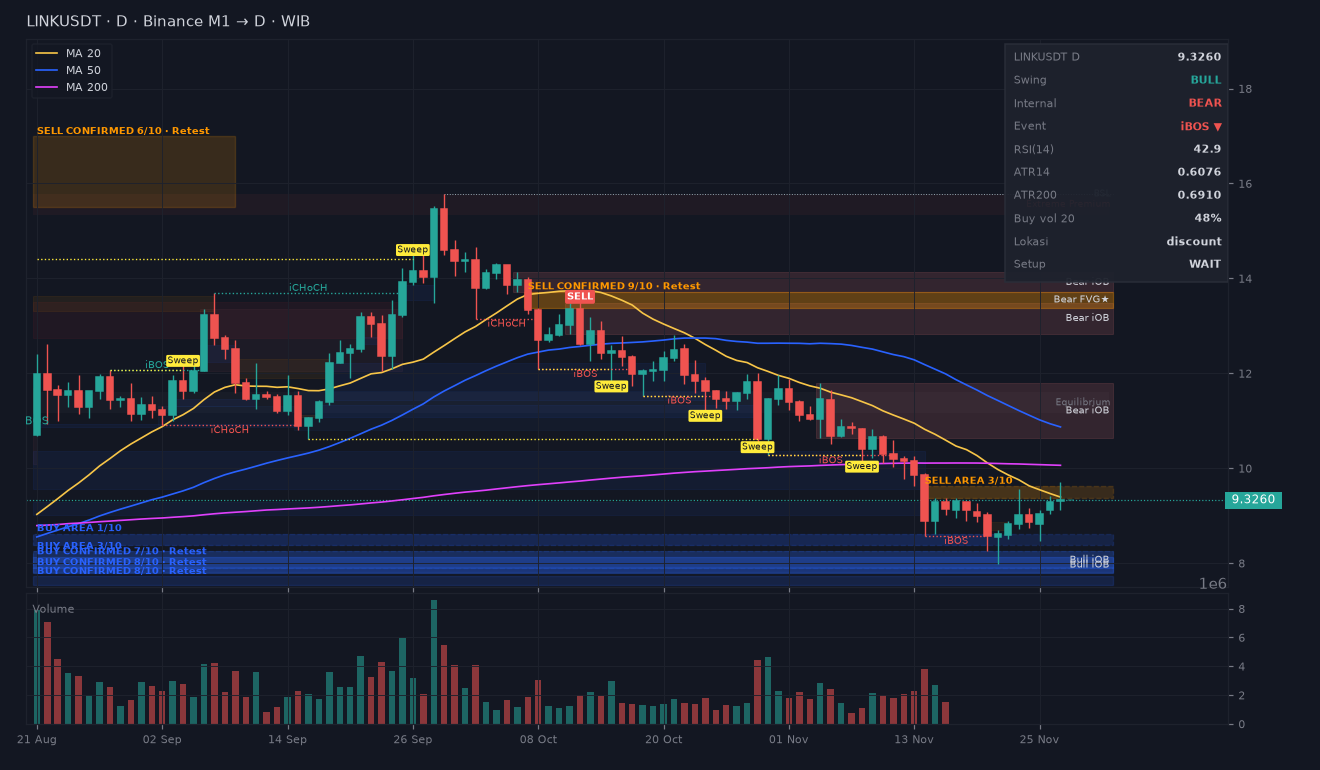 LINKUSDT · D · Binance M1 → D · WIB
MA 20
MA 50
MA 200
LINKUSDT D 9.3260
Swing BULL
Internal BEAR
Event iBOS ▼
RSI(14) 42.9
ATR14 0.6076
ATR200 0.6910
Buy vol 20 48%
Lokasi discount
Setup WAIT
18
16
14
12
10
8
9.3260
SELL CONFIRMED 6/10 · Retest
Sweep
iCHoCH
Bear iOB
SELL CONFIRMED 9/10 · Retest
SELL
Bear FVG★
Bear iOB
iCHoCH
iBOS
Sweep
iBOS
Sweep
iBOS
Sweep
Equilibrium
Bear iOB
BOS
iCHoCH
Sweep
iBOS
Sweep
SELL AREA 3/10
BUY AREA 1/10
iBOS
BUY AREA 3/10
BUY CONFIRMED 7/10 · Retest
BUY CONFIRMED 8/10 · Retest
Bull iOB
Bull iOB
BUY CONFIRMED 8/10 · Retest
1e6
Volume
8
6
4
2
0
21 Aug
02 Sep
14 Sep
26 Sep
08 Oct
20 Oct
01 Nov
13 Nov
25 Nov